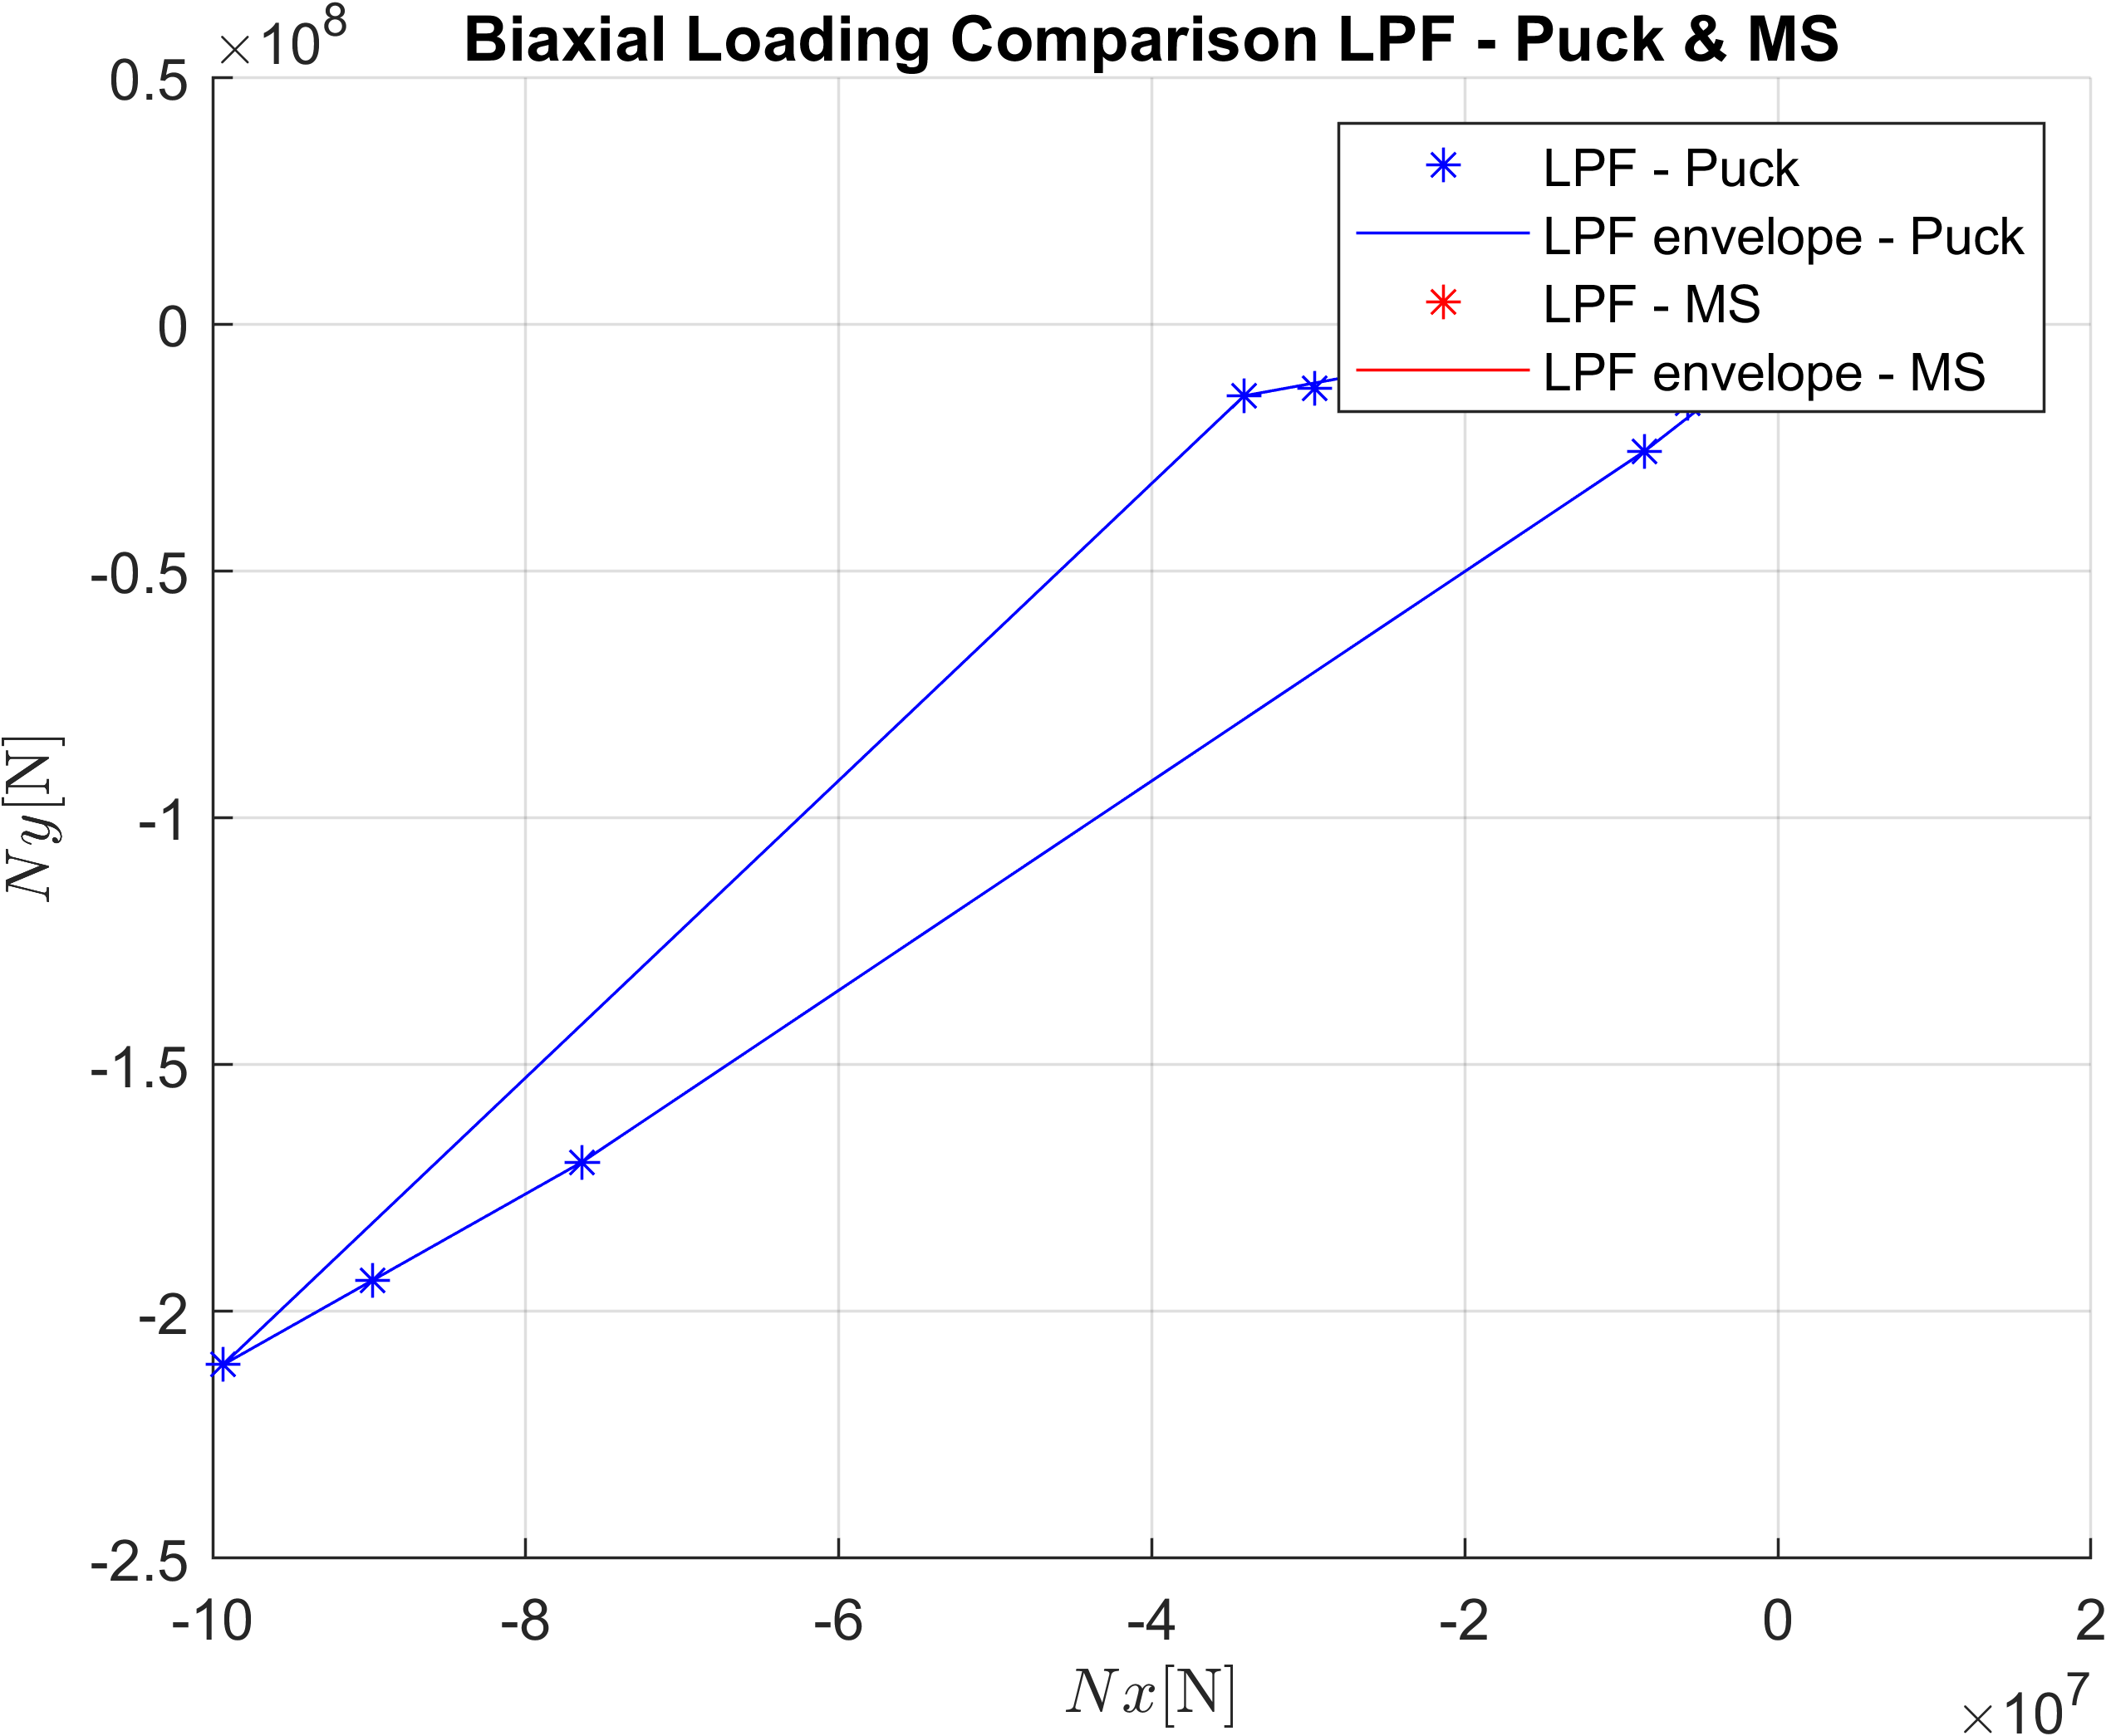 Biaxial Loading Comparison LPF - Puck & MS
×10⁸
0.5
0
-0.5
-1
-1.5
-2
-2.5
Ny[N]
LPF - Puck
LPF envelope - Puck
LPF - MS
LPF envelope - MS
-10 -8 -6 -4 -2 0 2
Nx[N]
×10⁷